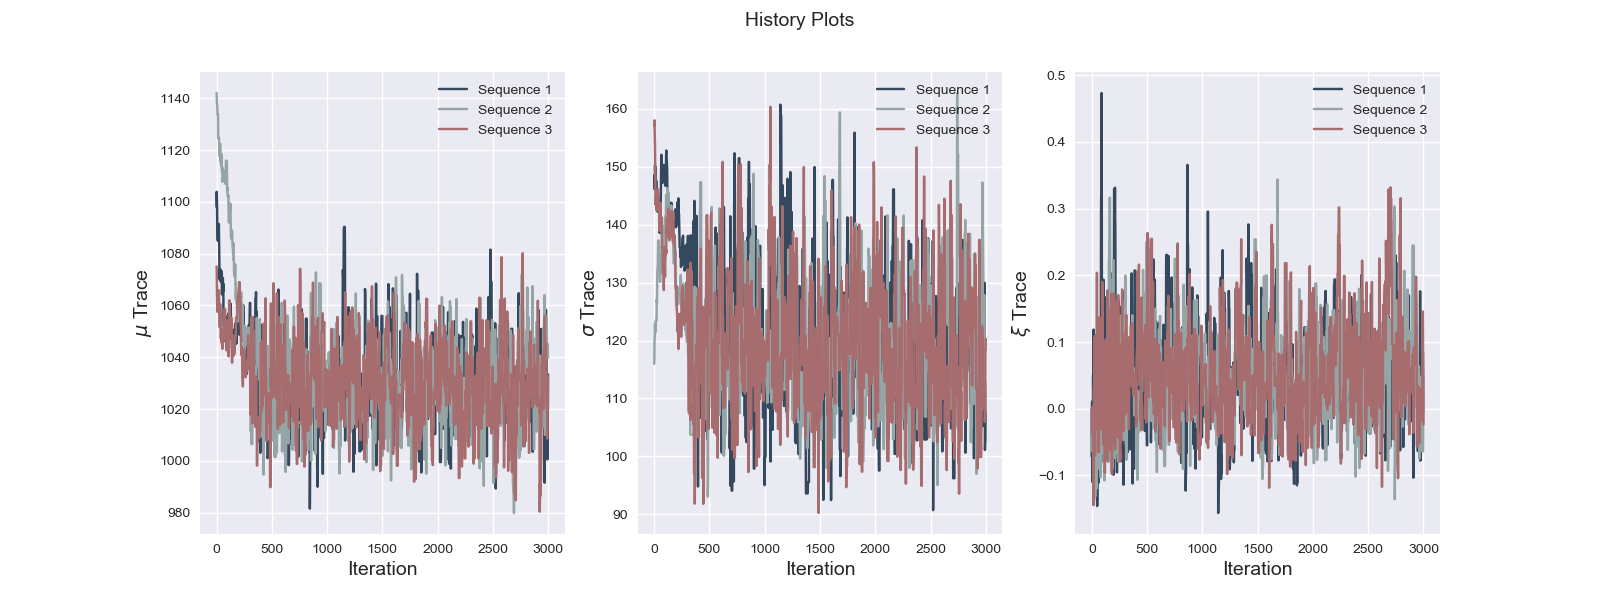 History Plots
μ Trace
1140
1120
1100
1080
1060
1040
1020
1000
980
Sequence 1
Sequence 2
Sequence 3
0 500 1000 1500 2000 2500 3000
Iteration
σ Trace
160
150
140
130
120
110
100
90
Sequence 1
Sequence 2
Sequence 3
0 500 1000 1500 2000 2500 3000
Iteration
ξ Trace
0.5
0.4
0.3
0.2
0.1
0.0
−0.1
Sequence 1
Sequence 2
Sequence 3
0 500 1000 1500 2000 2500 3000
Iteration